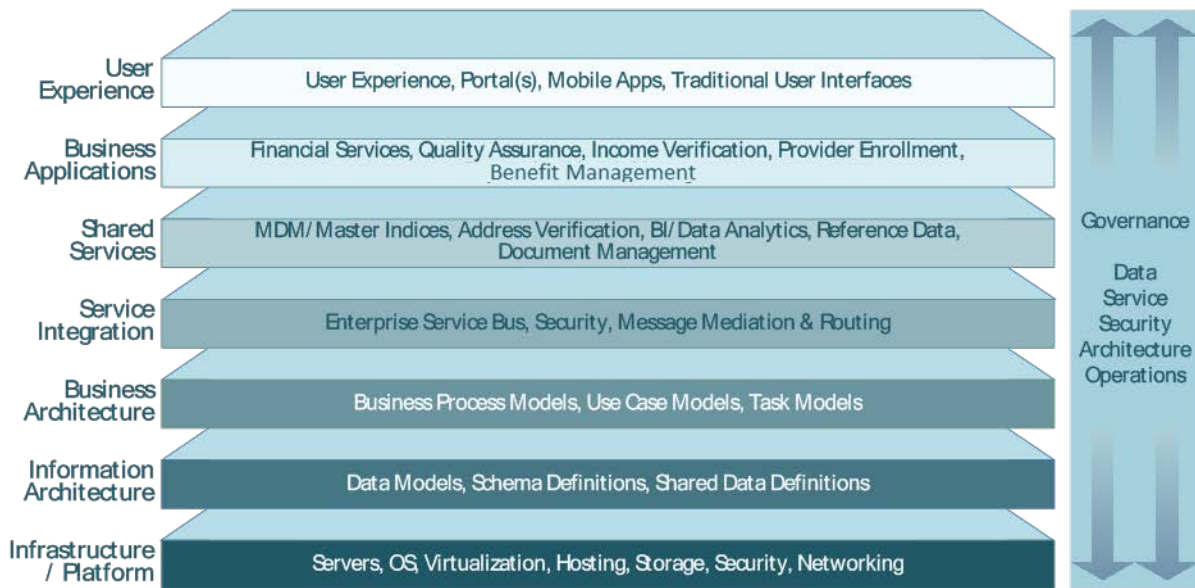 User
Experience
User Experience, Portal(s), Mobile Apps, Traditional User Interfaces
Business
Applications
Financial Services, Quality Assurance, Income Verification, Provider Enrollment,
Benefit Management
Shared
Services
MDM/ Master Indices, Address Verification, BI/ Data Analytics, Reference Data,
Document Management
Service
Integration
Enterprise Service Bus, Security, Message Mediation & Routing
Business
Architecture
Business Process Models, Use Case Models, Task Models
Information
Architecture
Data Models, Schema Definitions, Shared Data Definitions
Infrastructure
/ Platform
Servers, OS, Virtualization, Hosting, Storage, Security, Networking
Governance
Data
Service
Security
Architecture
Operations